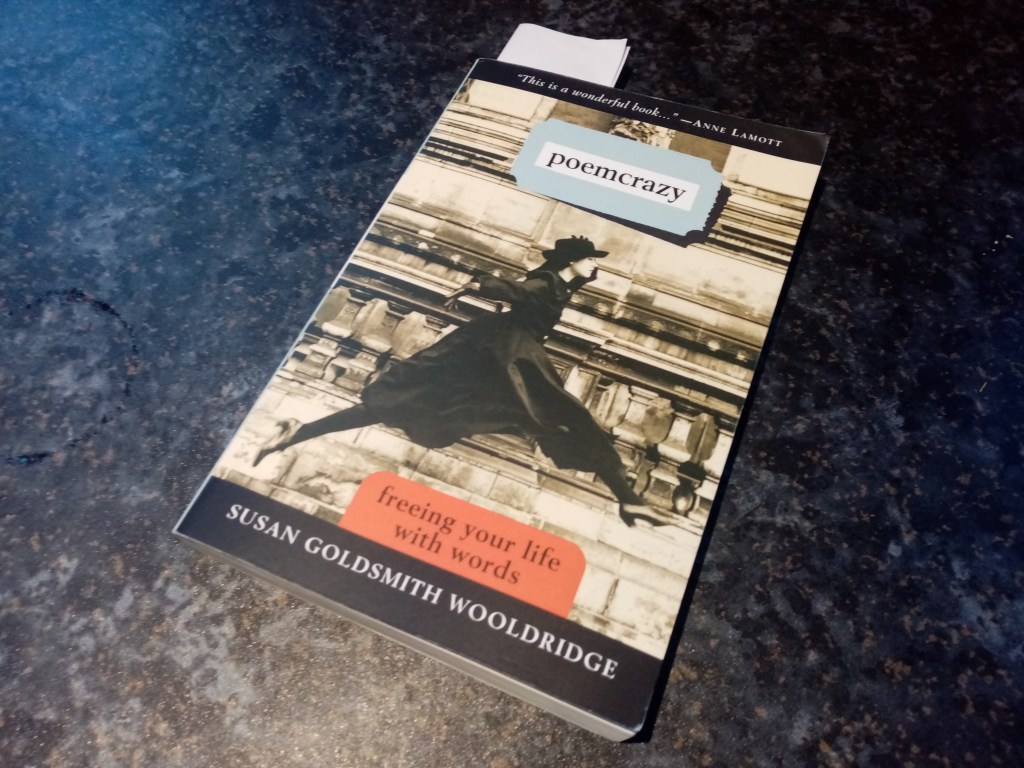 "This is a wonderful book..." —ANNE LAMOTT
poemcrazy
freeing your life
with words
SUSAN GOLDSMITH WOOLDRIDGE